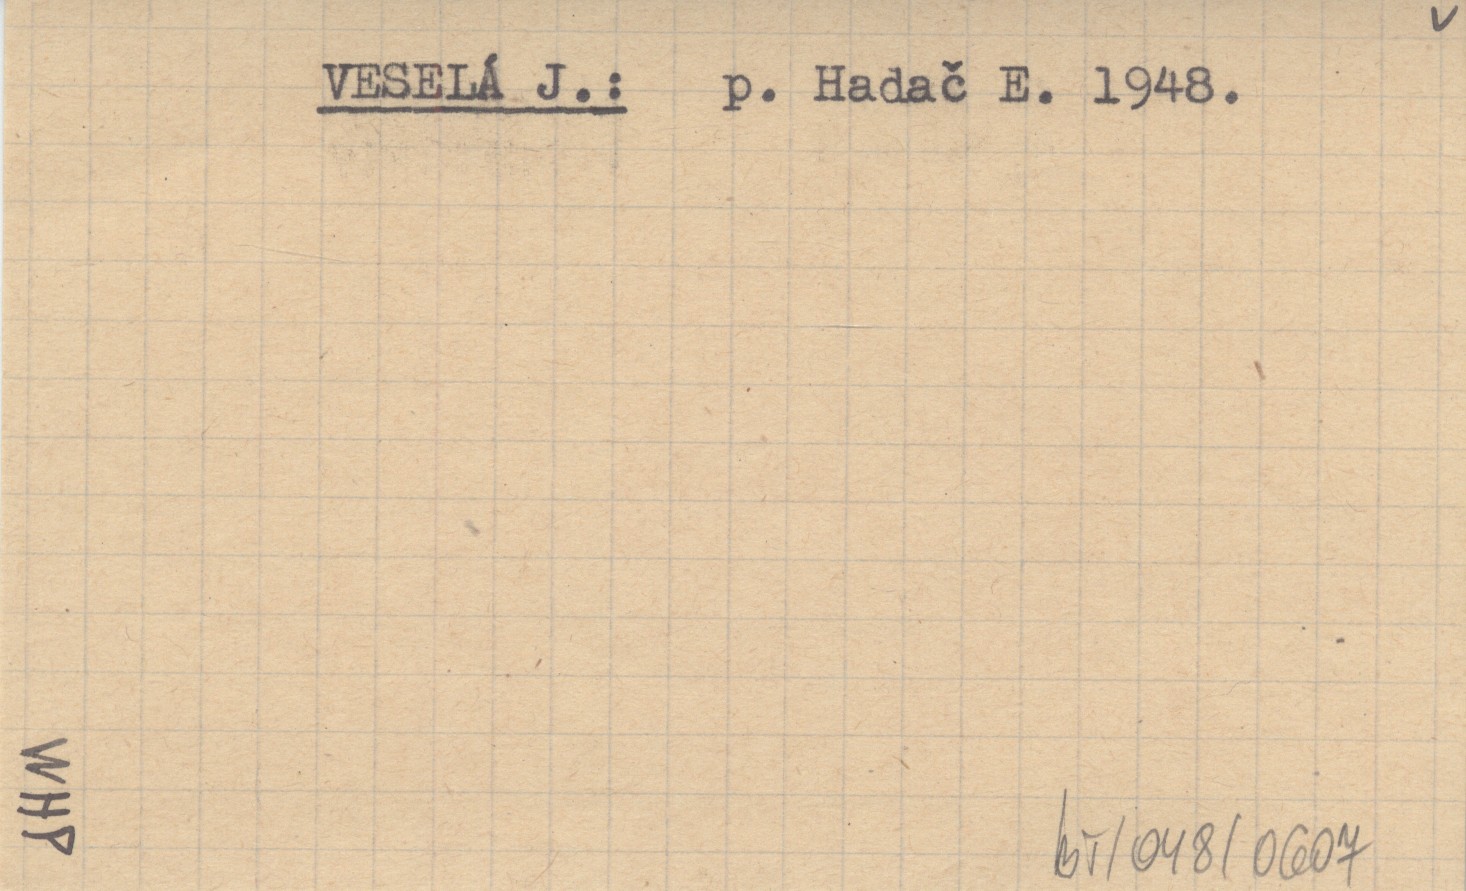 v
VESELÁ J.: p. Hadač E. 1948.
WHP
BT/048/0607